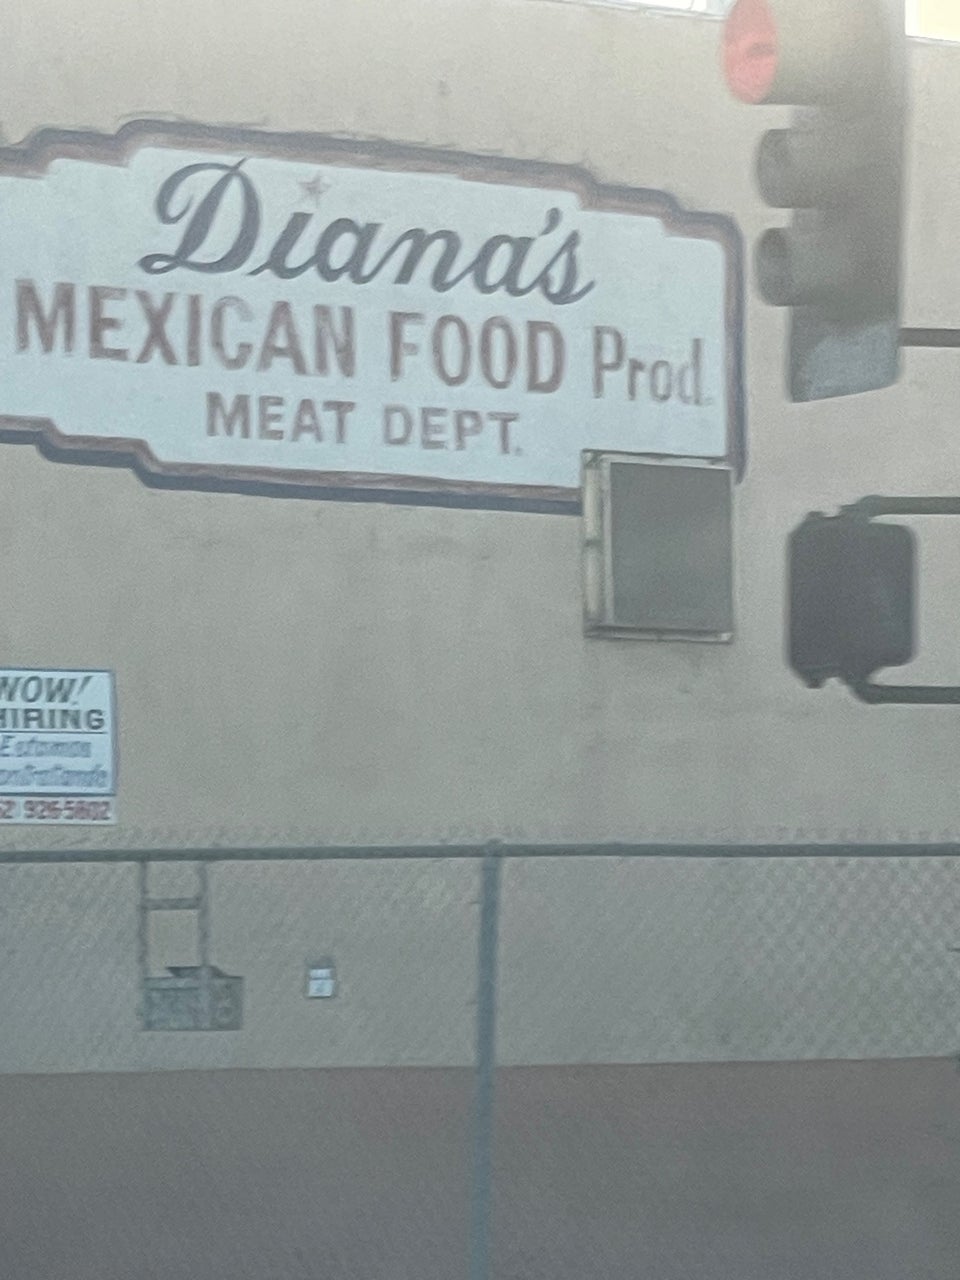 Diana's
MEXICAN FOOD Prod.
MEAT DEPT.
NOW!
HIRING
Estamos